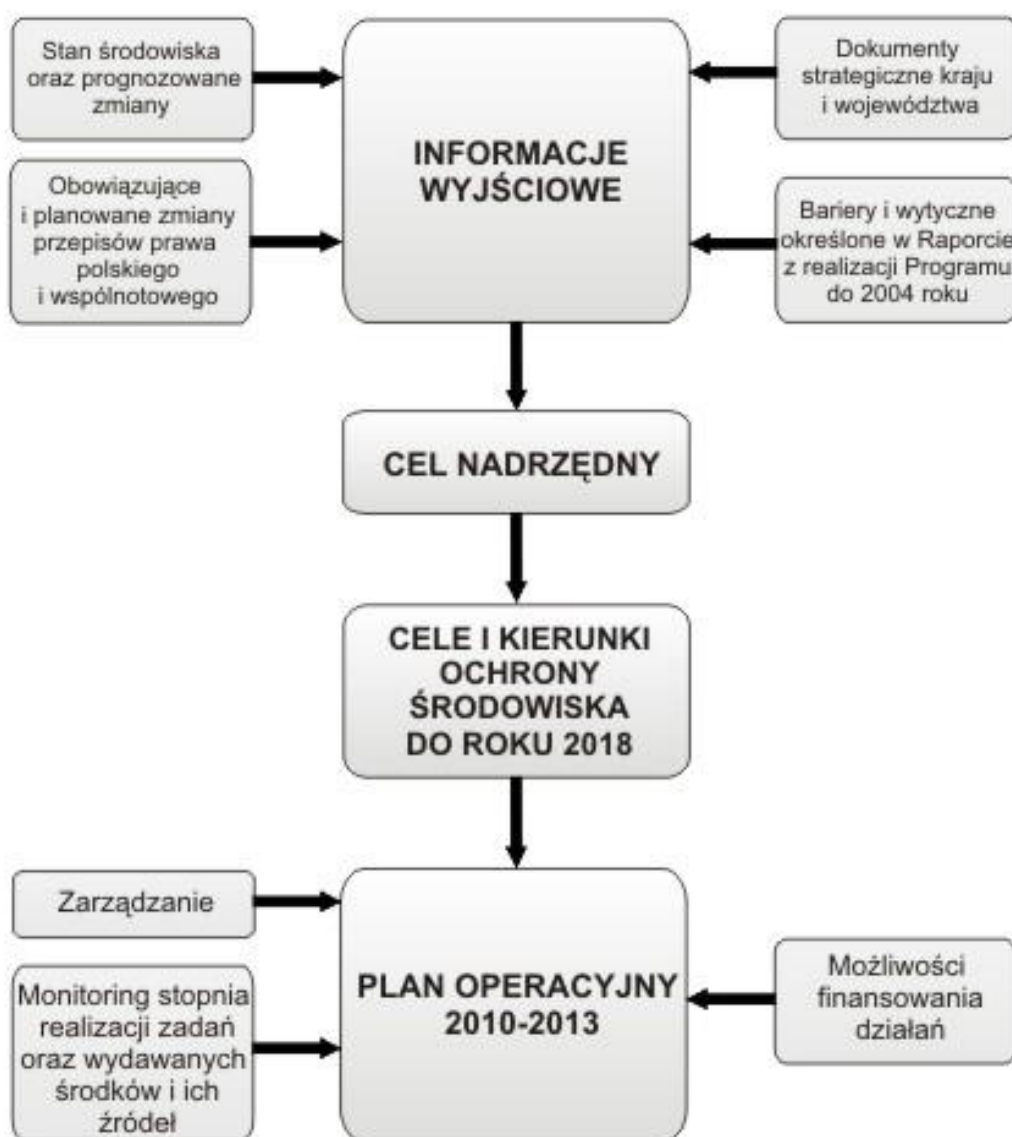 Stan środowiska
oraz prognozowane
zmiany
Dokumenty
strategiczne kraju
i województwa
INFORMACJE
WYJŚCIOWE
Obowiązujące
i planowane zmiany
przepisów prawa
polskiego
i wspólnotowego
Bariery i wytyczne
określone w Raporcie
z realizacji Programu
do 2004 roku
CEL NADRZĘDNY
CELE I KIERUNKI
OCHRONY
ŚRODOWISKA
DO ROKU 2018
Zarządzanie
Monitoring stopnia
realizacji zadań
oraz wydawanych
środków i ich
źródeł
PLAN OPERACYJNY
2010-2013
Możliwości
finansowania
działań